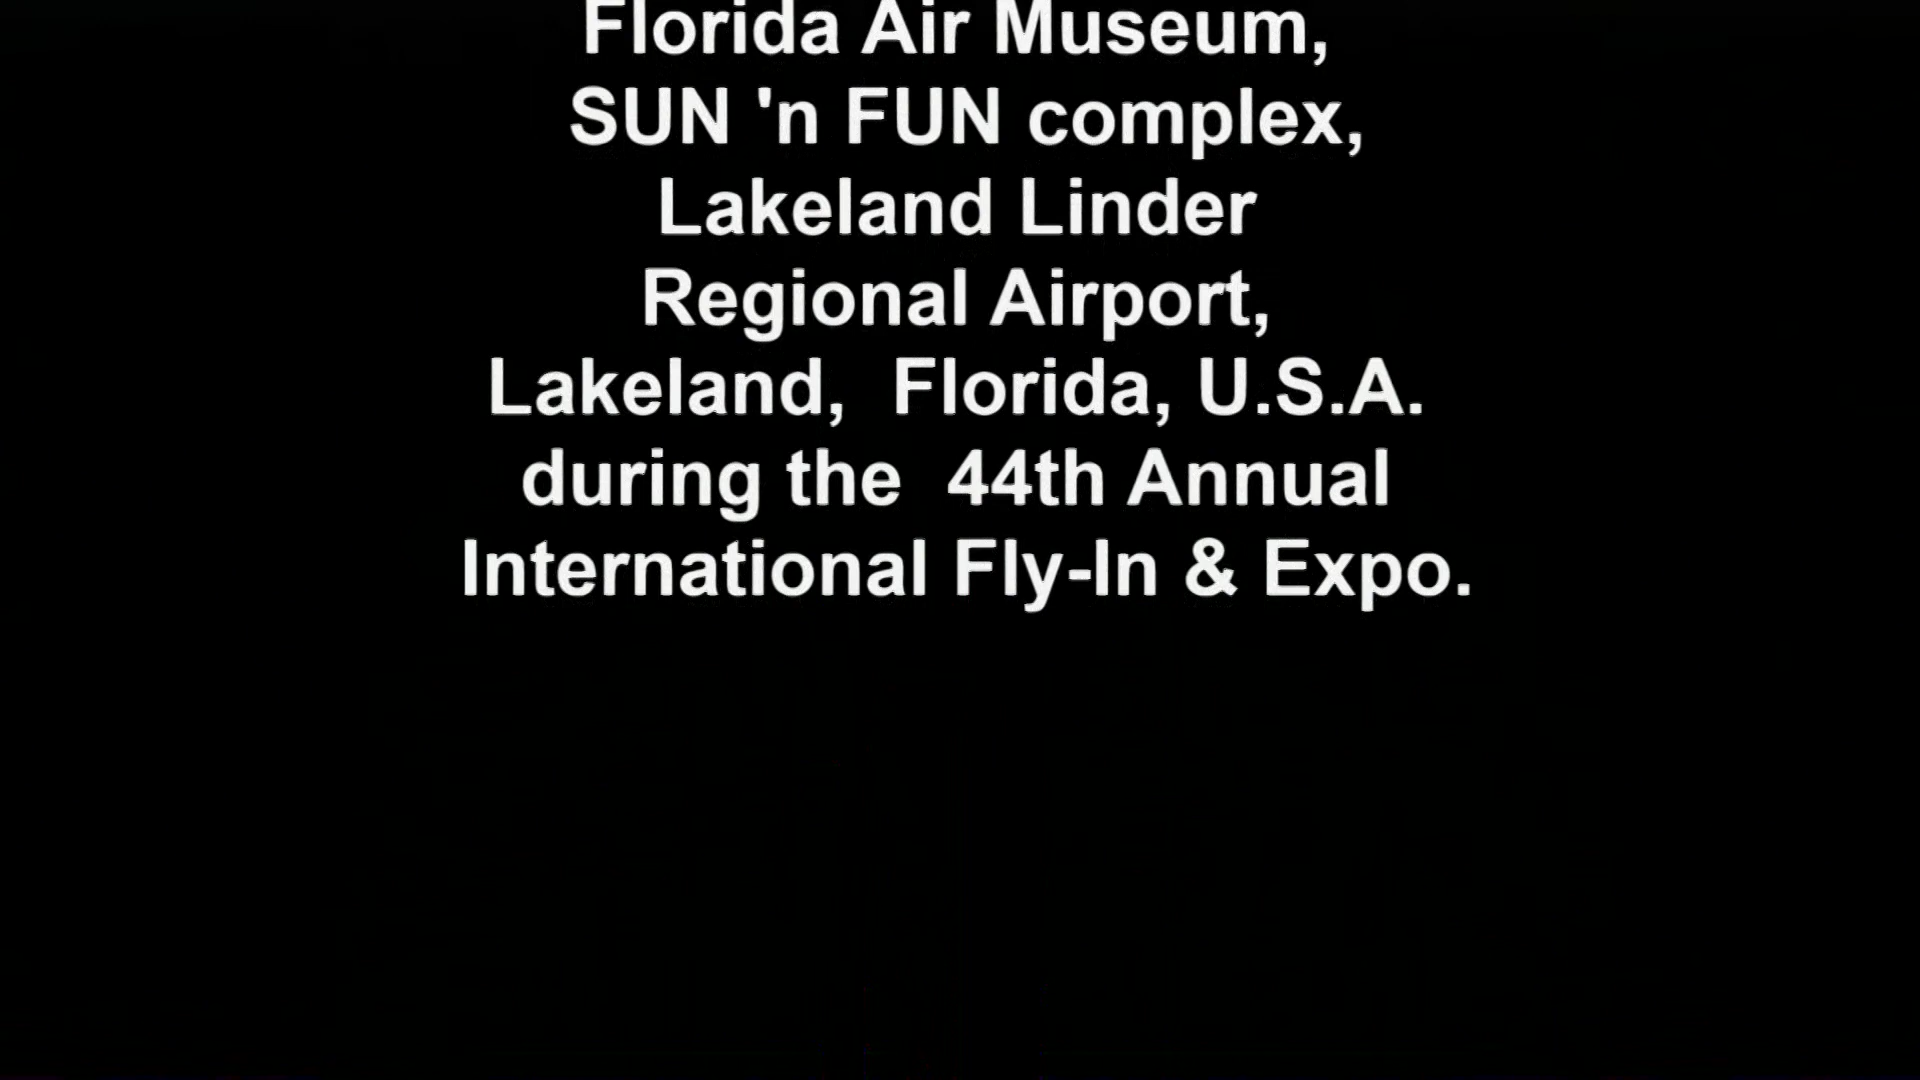 Florida Air Museum,
SUN 'n FUN complex,
Lakeland Linder
Regional Airport,
Lakeland,  Florida, U.S.A.
during the  44th Annual
International Fly-In & Expo.